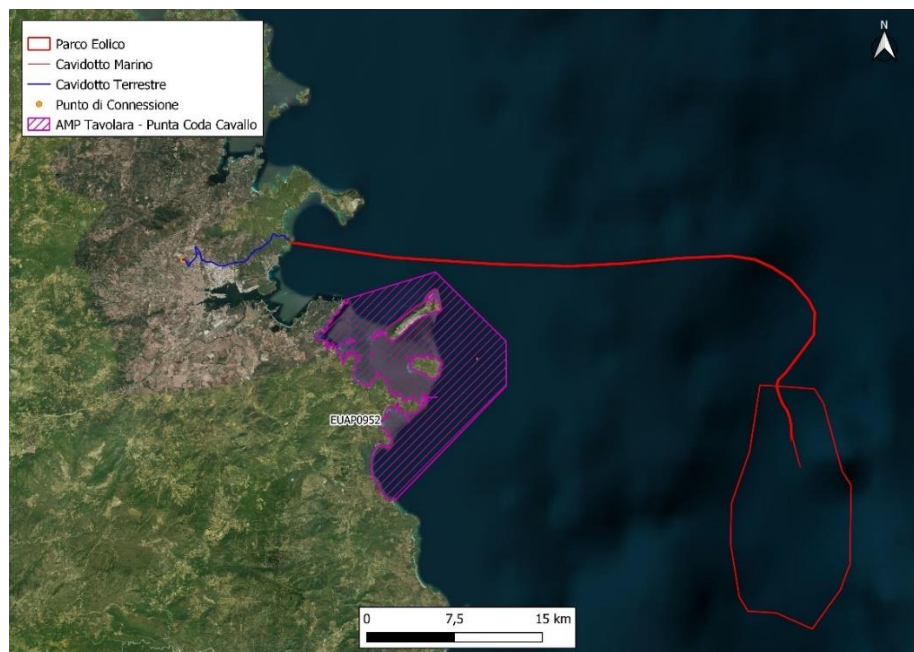 Parco Eolico
Cavidotto Marino
Cavidotto Terrestre
Punto di Connessione
AMP Tavolara - Punta Coda Cavallo
N
EUAP0952
0 7,5 15 km